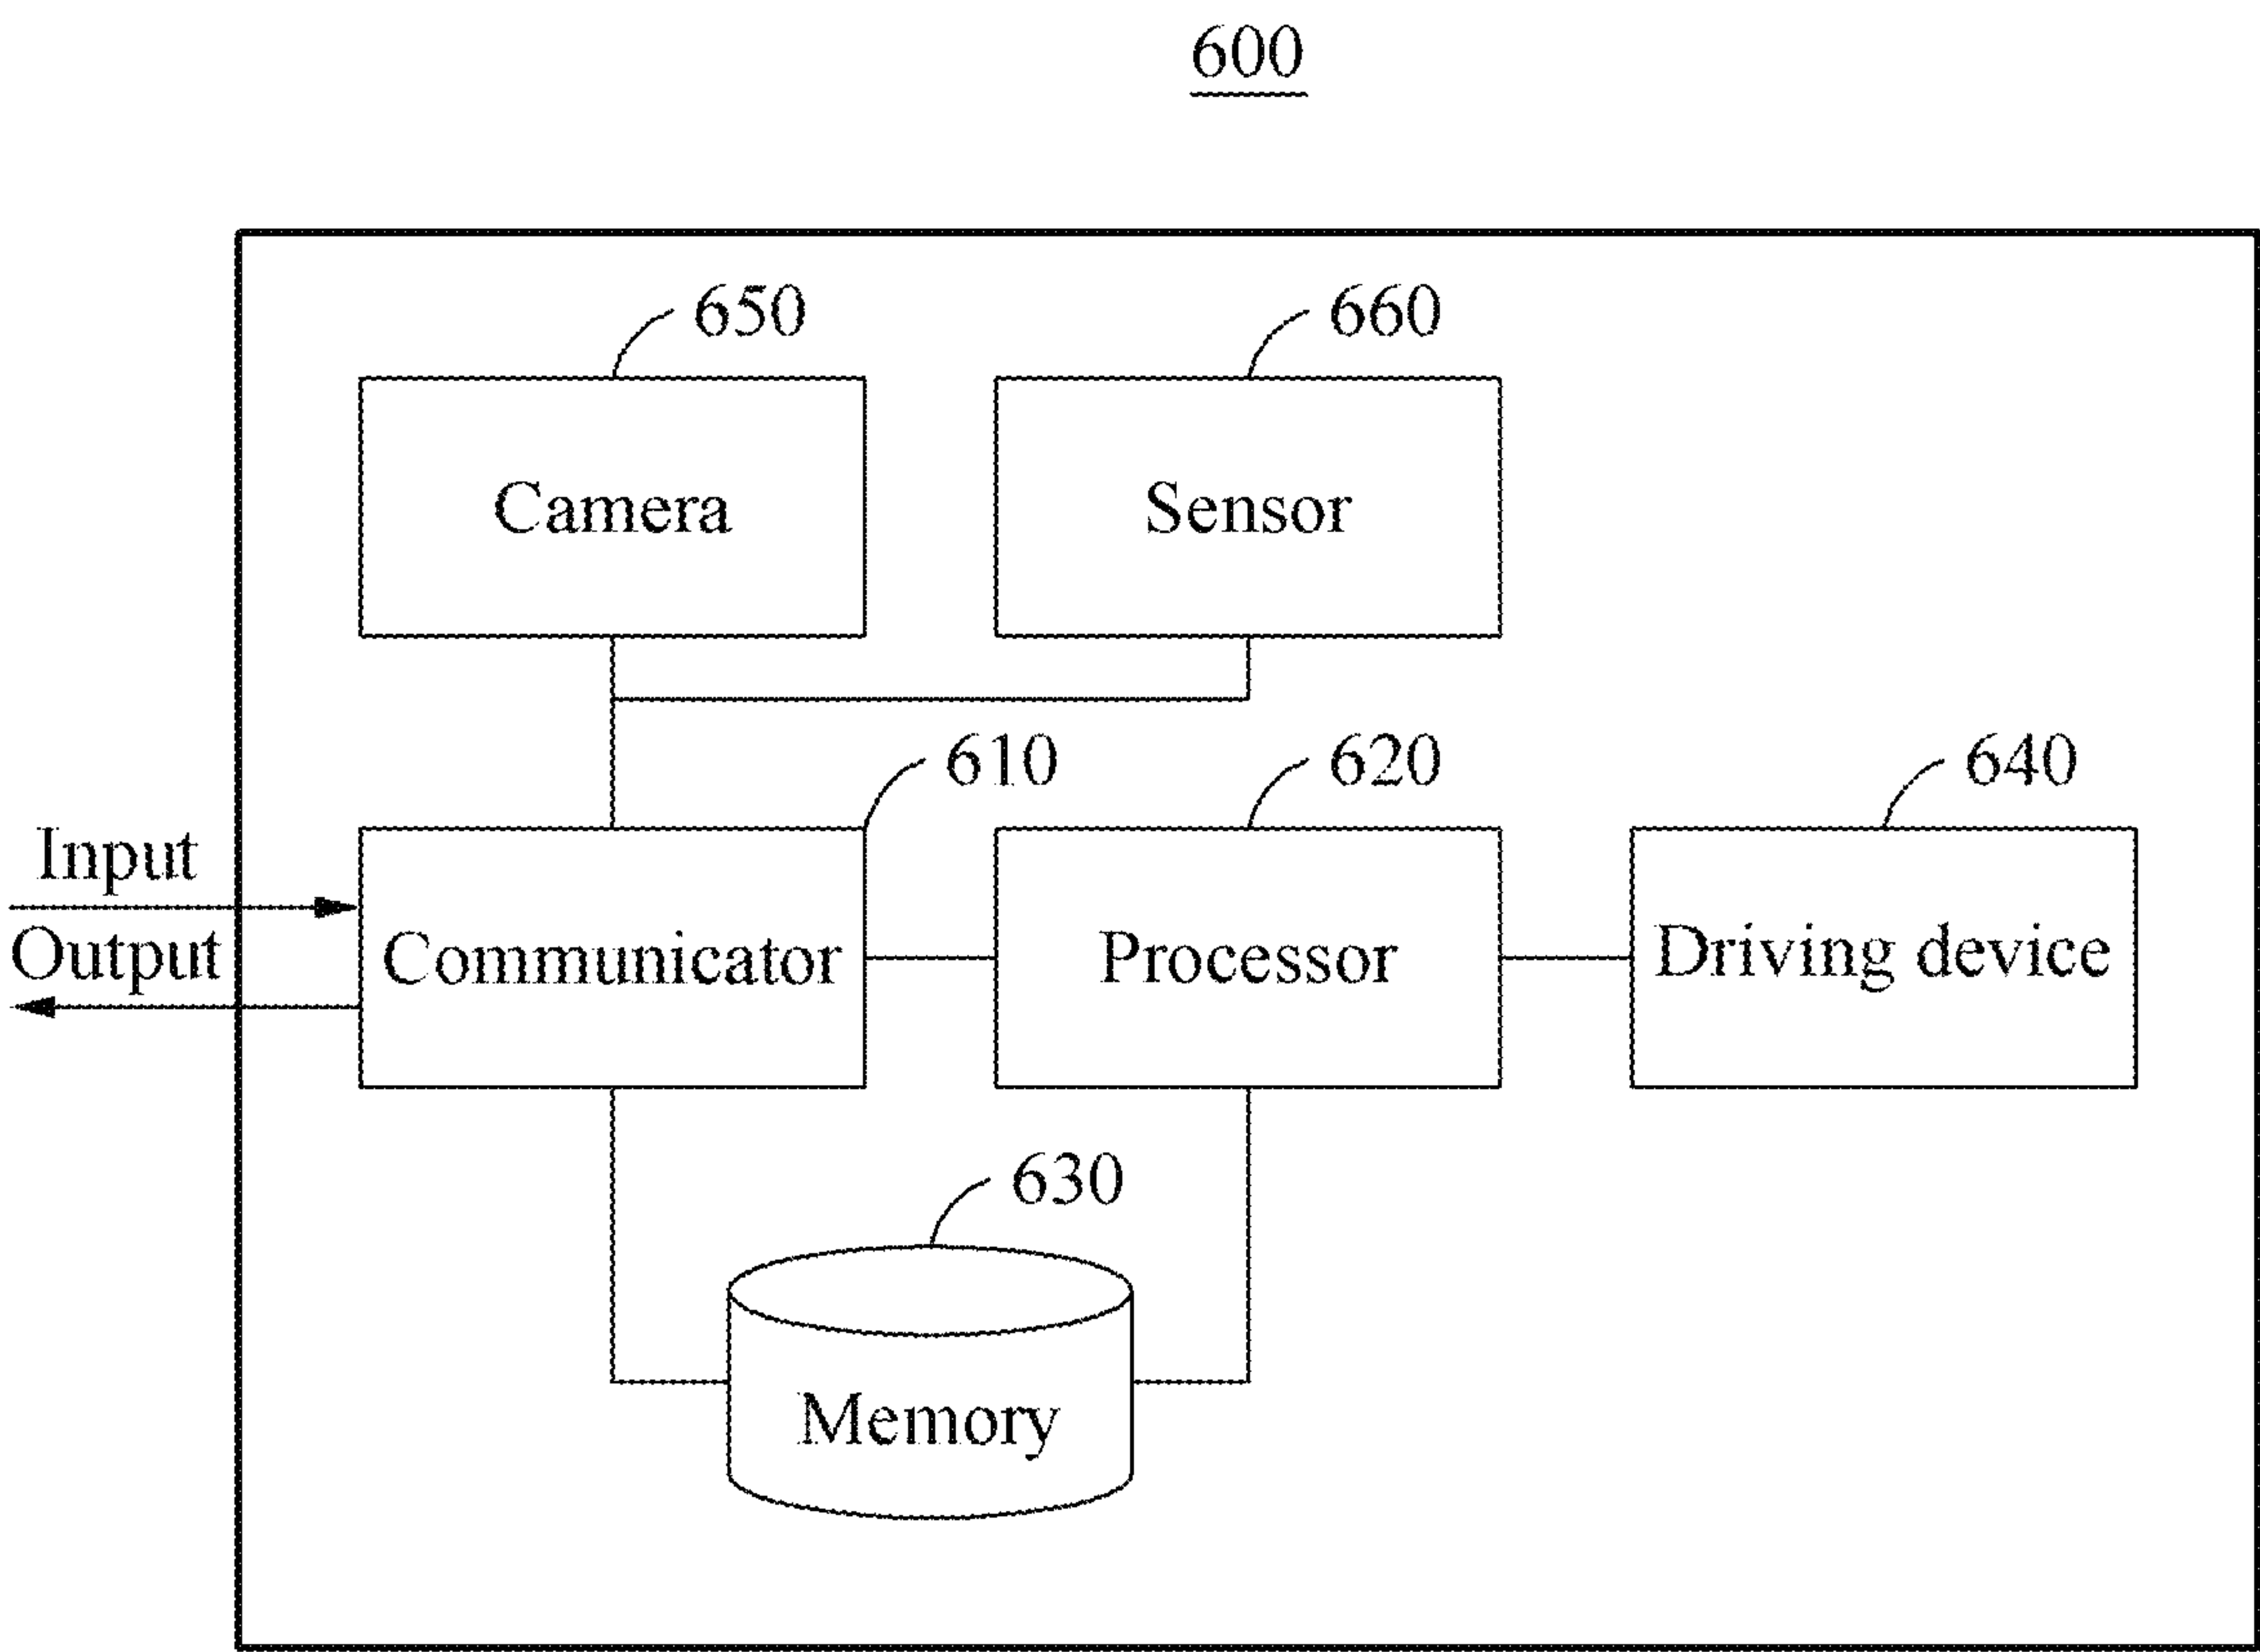 600
650
660
Camera
Sensor
610
620
640
Input
Output
Communicator
Processor
Driving device
630
Memory